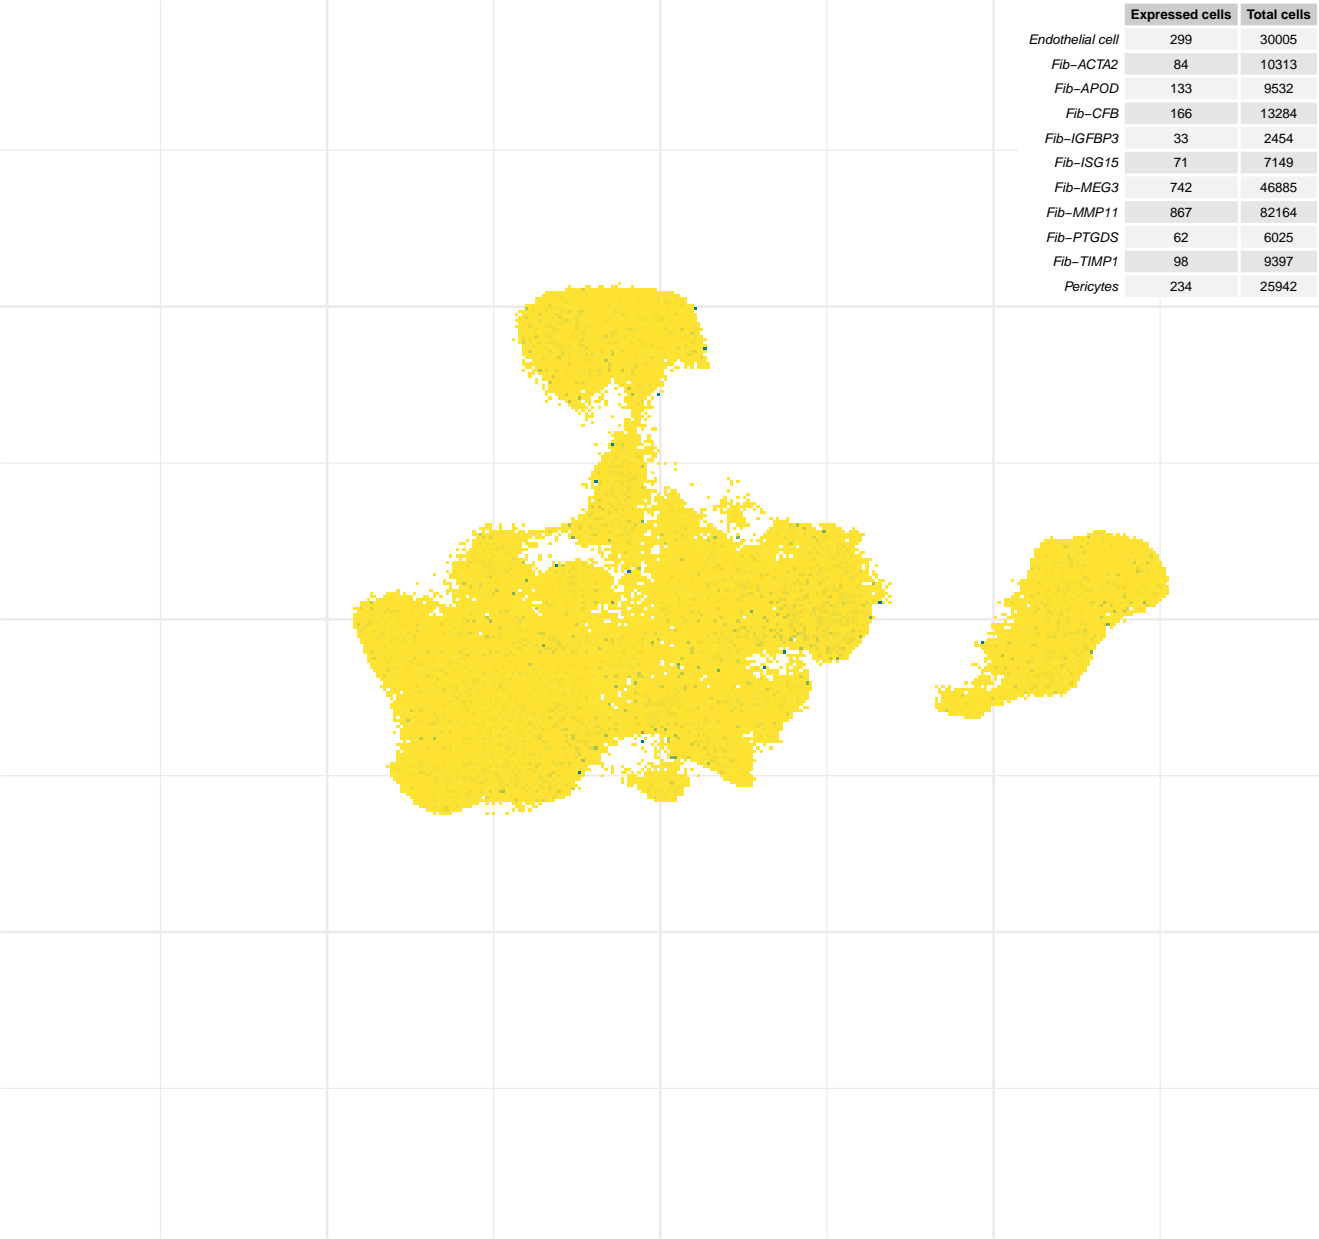 Expressed cells Total cells
Endothelial cell 299 30005
Fib−ACTA2 84 10313
Fib−APOD 133 9532
Fib−CFB 166 13284
Fib−IGFBP3 33 2454
Fib−ISG15 71 7149
Fib−MEG3 742 46885
Fib−MMP11 867 82164
Fib−PTGDS 62 6025
Fib−TIMP1 98 9397
Pericytes 234 25942